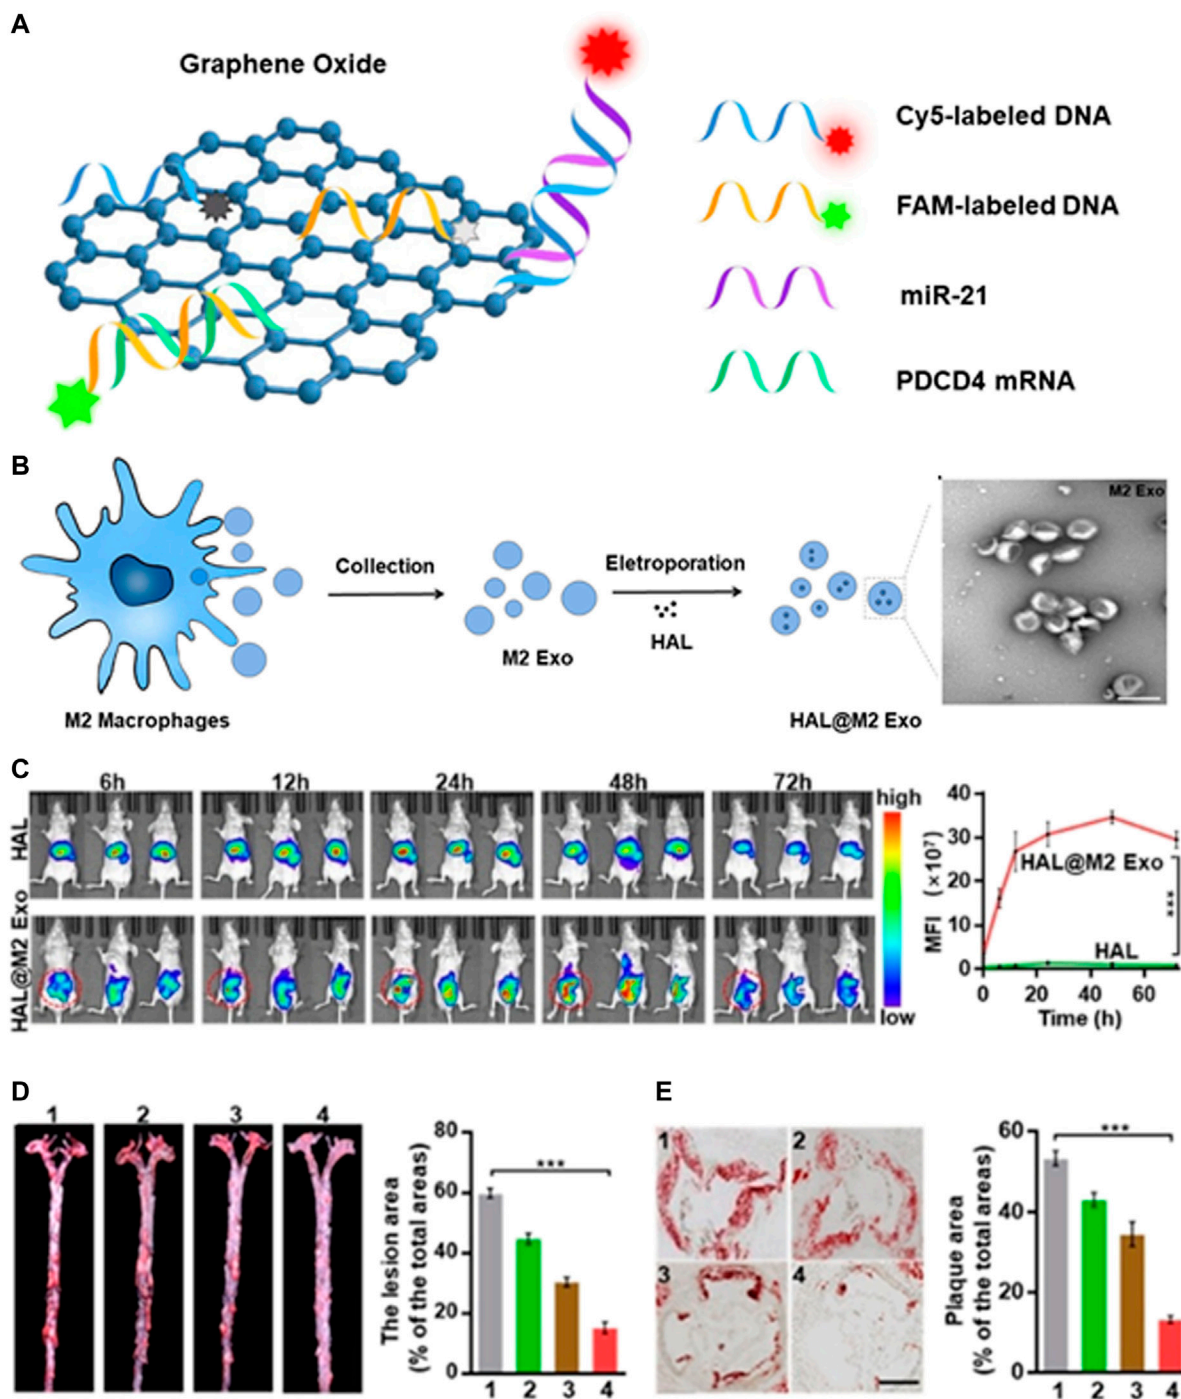 A
Graphene Oxide
Cy5-labeled DNA
FAM-labeled DNA
miR-21
PDCD4 mRNA
B
M2 Exo
Collection
Eletroporation
HAL
M2 Exo
M2 Macrophages
HAL@M2 Exo
C
6h 12h 24h 48h 72h
HAL
HAL@M2 Exo
high
low
MFI (×10⁷)
40
30
20
10
0
HAL@M2 Exo
***
HAL
0 20 40 60
Time (h)
D
1 2 3 4
The lesion area
(% of the total areas)
80
60
40
20
0
***
1 2 3 4
E
1 2
3 4
Plaque area
(% of the total areas)
60
40
20
0
***
1 2 3 4